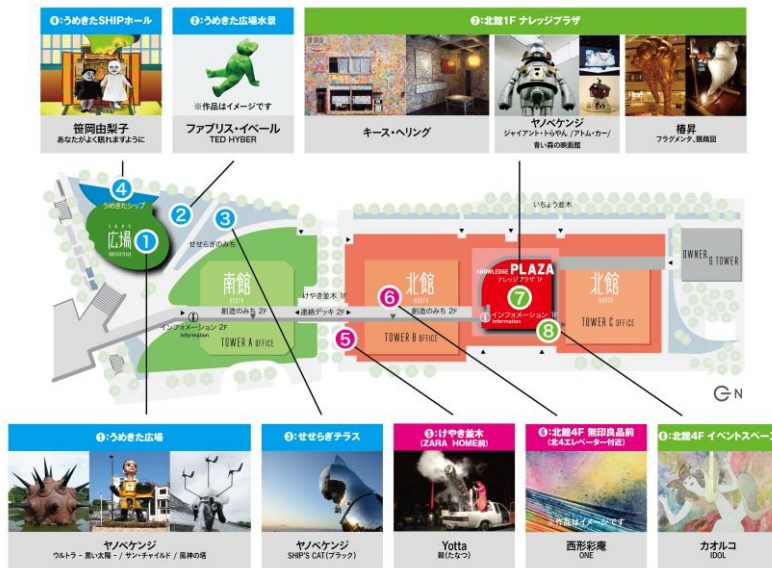 ❹:うめきたSHIPホール
笹岡由梨子
あなたがよく眠れますように
❷:うめきた広場水景
※作品はイメージです
ファブリス・イベール
TED HYBER
❼:北館1F ナレッジプラザ
キース・ヘリング
ヤノベケンジ
ジャイアント・トらやん /アトム・カー/
青い森の映画館
椿昇
4
うめきたシップ
広場
1
2
3
せせらぎのみち
いちょう並木
南館
SOUTH
けやき並木 1F
創造のみち 2F
連結デッキ 2F
インフォメーション 2F
Information
TOWER A OFFICE
北館
NORTH
6
創造のみち 2F
TOWER B OFFICE
5
KNOWLEDGE PLAZA
ナレッジプラザ 1F
7
インフォメーション 1F
Information
8
北館
NORTH
TOWER C OFFICE
OWNER
S TOWER
N
❶:うめきた広場
ヤノベケンジ
ウルトラ - 黒い太陽 - / サン・チャイルド / 風神の塔
❸:せせらぎテラス
ヤノベケンジ
SHIP'S CAT(ブラック)
❺:けやき並木
(ZARA HOME前)
Yotta
穀(たなつ)
❻:北館4F 無印良品前
(北4エレベーター付近)
※作品はイメージです
西形彩庵
ONE
❽:北館4F イベントスペース
カオルコ
IDOL